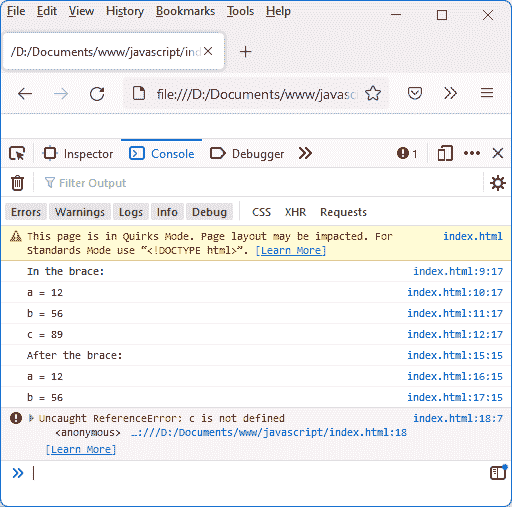 File Edit View History Bookmarks Tools Help
/D:/Documents/www/javascript/ind
file:///D:/Documents/www/javasc
Inspector Console Debugger 1
Filter Output
Errors Warnings Logs Info Debug CSS XHR Requests
This page is in Quirks Mode. Page layout may be impacted. For index.html
Standards Mode use “<!DOCTYPE html>”. [Learn More]
In the brace: index.html:9:17
a = 12 index.html:10:17
b = 56 index.html:11:17
c = 89 index.html:12:17
After the brace: index.html:15:15
a = 12 index.html:16:15
b = 56 index.html:17:15
Uncaught ReferenceError: c is not defined index.html:18:7
<anonymous> …:///D:/Documents/www/javascript/index.html:18
[Learn More]